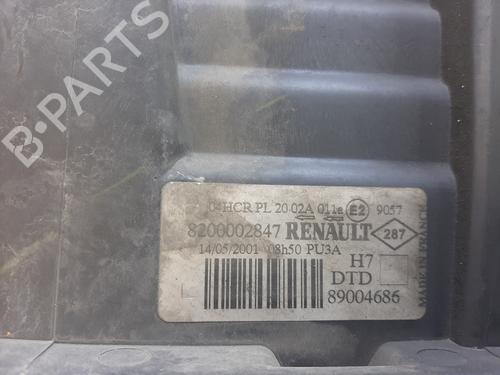 B-PARTS
04HCR PL 20 02A 011a E2 9057
8200002847 RENAULT 287
14/05/2001 08h50 PU3A
H7
DTD
89004686
MADE IN FRANCE